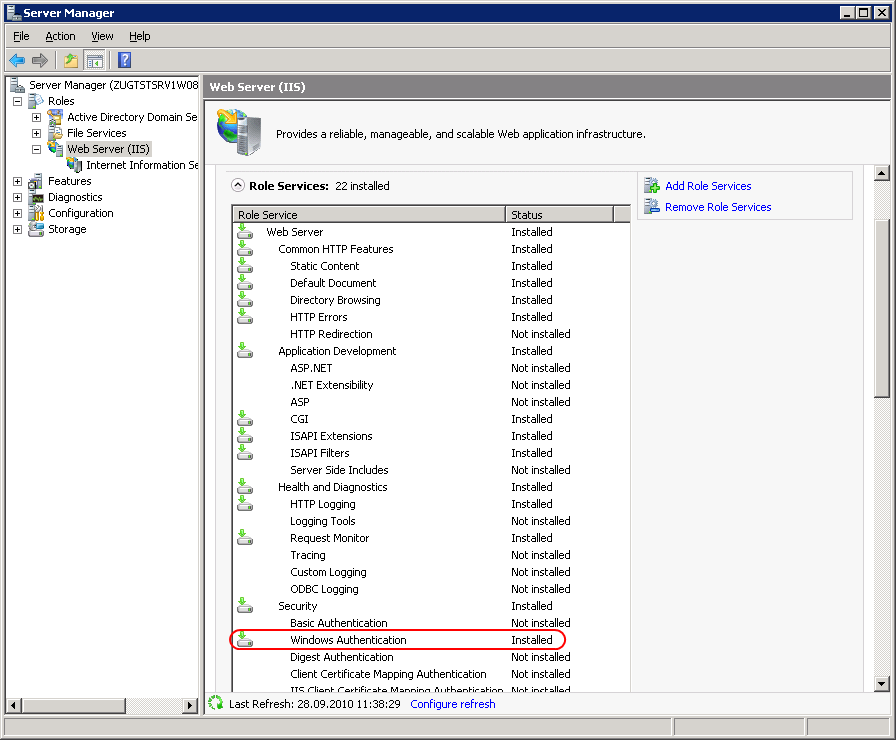 Server Manager
File Action View Help
Server Manager (ZUGTSTSRV1W08
Roles
Active Directory Domain Se
File Services
Web Server (IIS)
Internet Information Se
Features
Diagnostics
Configuration
Storage
Web Server (IIS)
Provides a reliable, manageable, and scalable Web application infrastructure.
Role Services: 22 installed
Role Service Status
Web Server Installed
Common HTTP Features Installed
Static Content Installed
Default Document Installed
Directory Browsing Installed
HTTP Errors Installed
HTTP Redirection Not installed
Application Development Installed
ASP.NET Not installed
.NET Extensibility Not installed
ASP Not installed
CGI Installed
ISAPI Extensions Installed
ISAPI Filters Installed
Server Side Includes Not installed
Health and Diagnostics Installed
HTTP Logging Installed
Logging Tools Not installed
Request Monitor Installed
Tracing Not installed
Custom Logging Not installed
ODBC Logging Not installed
Security Installed
Basic Authentication Not installed
Windows Authentication Installed
Digest Authentication Not installed
Client Certificate Mapping Authentication Not installed
IIS Client Certificate Mapping Authentication Not installed
Add Role Services
Remove Role Services
Last Refresh: 28.09.2010 11:38:29 Configure refresh